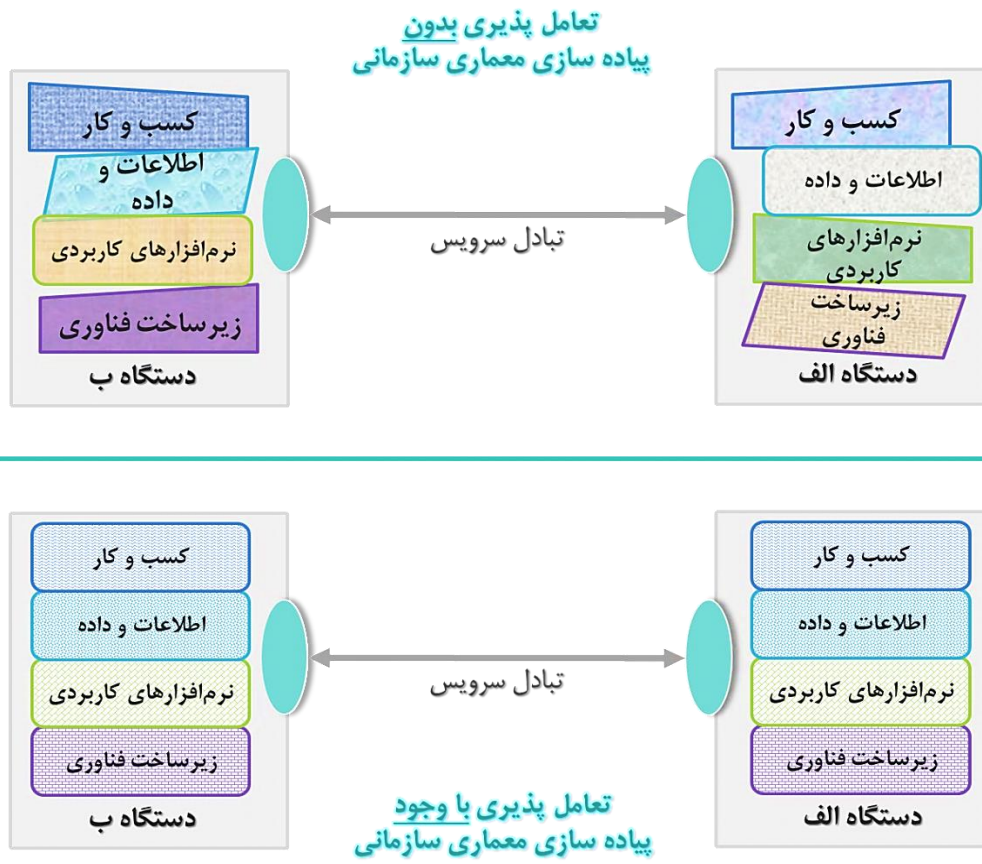 تعامل پذیری بدون
پیاده سازی معماری سازمانی
کسب و کار
اطلاعات و داده
نرم‌افزارهای
کاربردی
زیرساخت
فناوری
دستگاه الف
تبادل سرویس
کسب و کار
اطلاعات و
داده
نرم‌افزارهای کاربردی
زیرساخت فناوری
دستگاه ب
کسب و کار
اطلاعات و داده
نرم‌افزارهای کاربردی
زیرساخت فناوری
دستگاه الف
تبادل سرویس
کسب و کار
اطلاعات و داده
نرم‌افزارهای کاربردی
زیرساخت فناوری
دستگاه ب
تعامل پذیری با وجود
پیاده سازی معماری سازمانی